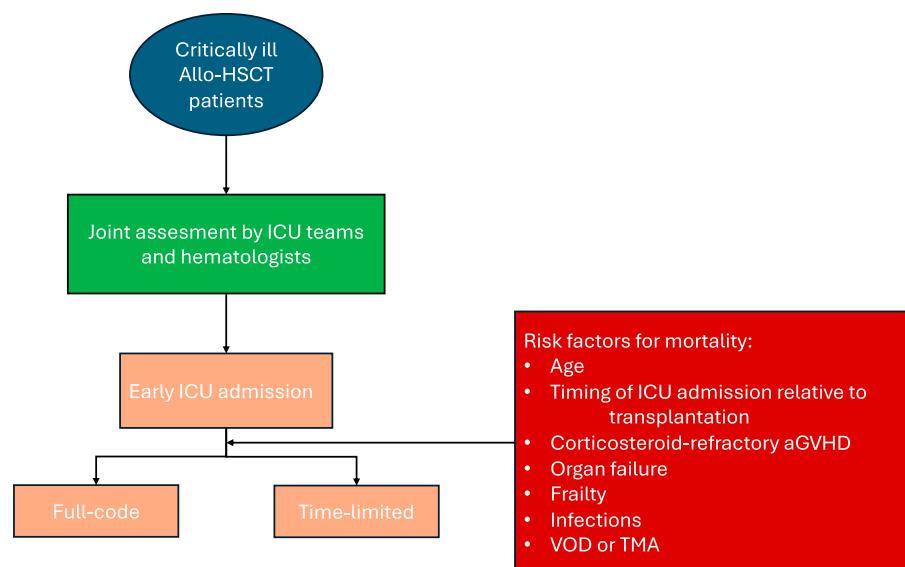 Critically ill
Allo-HSCT
patients
Joint assesment by ICU teams
and hematologists
Early ICU admission
Risk factors for mortality:
• Age
• Timing of ICU admission relative to
transplantation
• Corticosteroid-refractory aGVHD
• Organ failure
• Frailty
• Infections
• VOD or TMA
Full-code
Time-limited